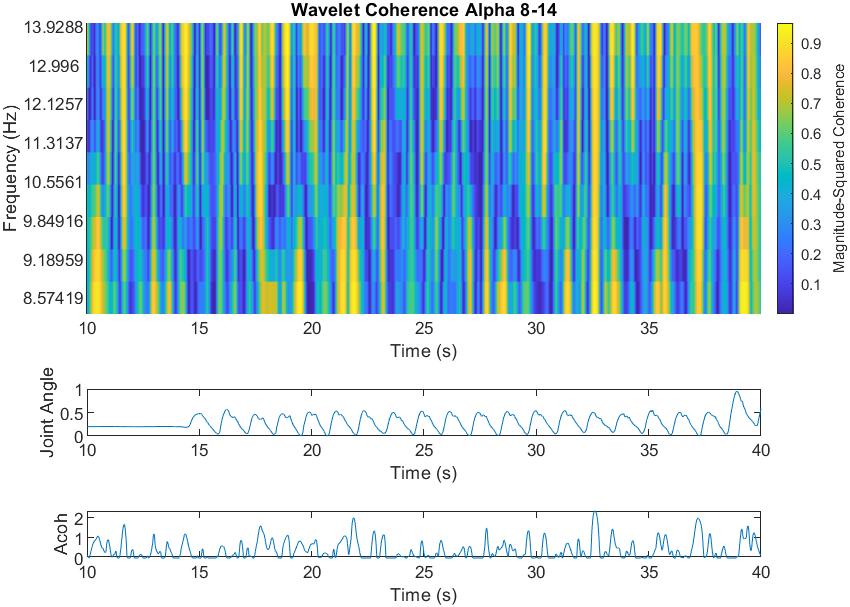 Wavelet Coherence Alpha 8-14
Frequency (Hz)
13.9288
12.996
12.1257
11.3137
10.5561
9.84916
9.18959
8.57419
10 15 20 25 30 35
Time (s)
0.9
0.8
0.7
0.6
0.5
0.4
0.3
0.2
0.1
Magnitude-Squared Coherence
Joint Angle
1
0.5
0
10 15 20 25 30 35 40
Time (s)
Acoh
2
1
0
10 15 20 25 30 35 40
Time (s)